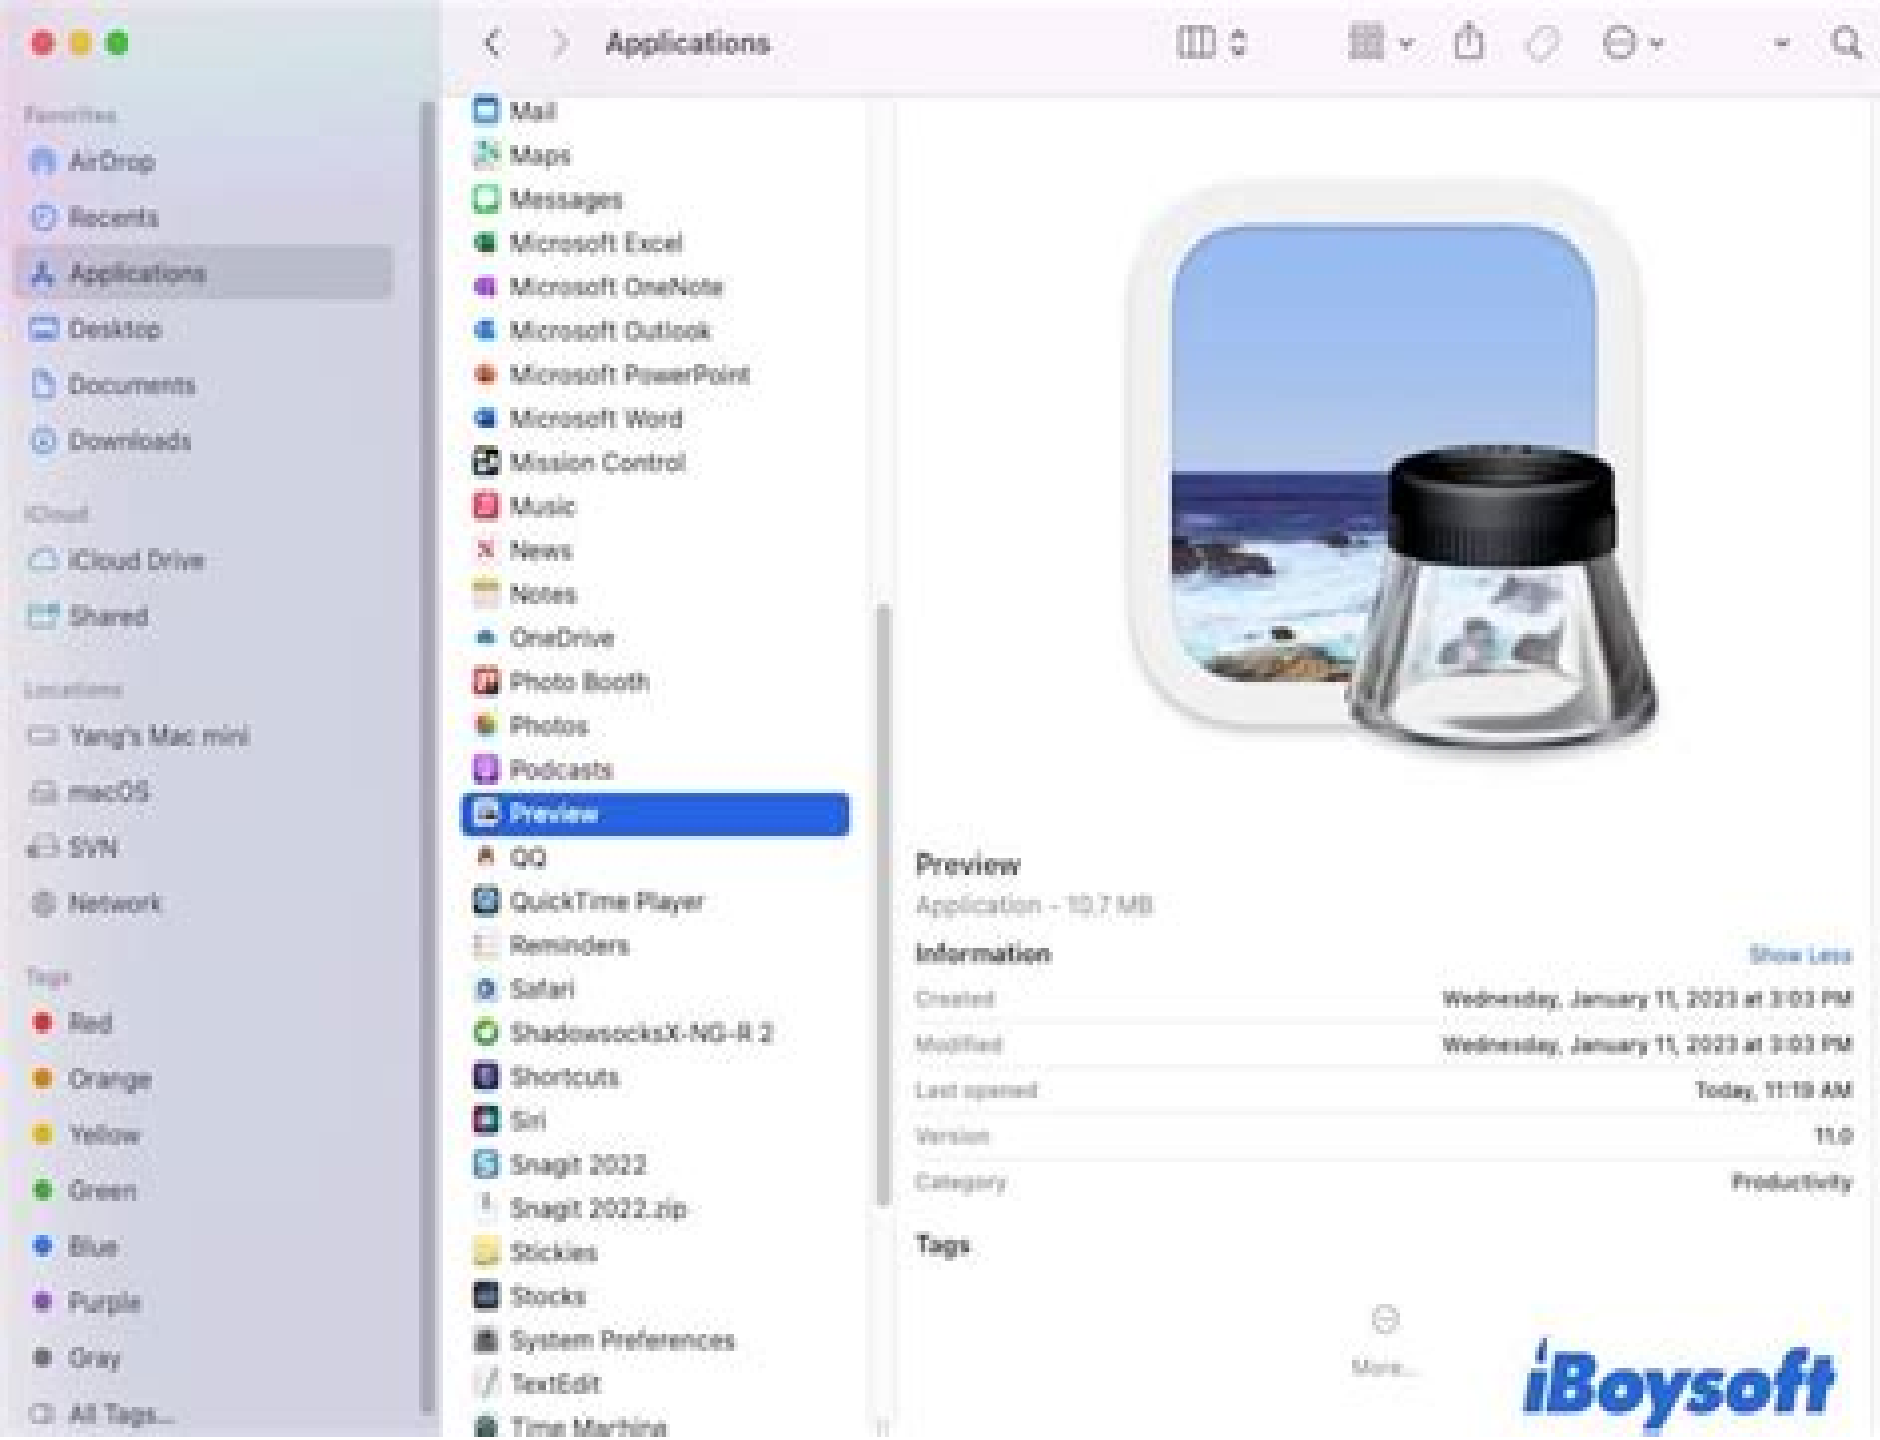 Applications
Favorites
AirDrop
Recents
Applications
Desktop
Documents
Downloads
iCloud
iCloud Drive
Shared
Locations
Yang's Mac mini
macOS
SVN
Network
Tags
Red
Orange
Yellow
Green
Blue
Purple
Gray
All Tags...
Mail
Maps
Messages
Microsoft Excel
Microsoft OneNote
Microsoft Outlook
Microsoft PowerPoint
Microsoft Word
Mission Control
Music
News
Notes
OneDrive
Photo Booth
Photos
Podcasts
Preview
QQ
QuickTime Player
Reminders
Safari
ShadowsocksX-NG-R 2
Shortcuts
Siri
Snagit 2022
Snagit 2022.zip
Stickies
Stocks
System Preferences
TextEdit
Time Machine
Preview
Application - 10.7 MB
Information Show Less
Created Wednesday, January 11, 2023 at 3:03 PM
Modified Wednesday, January 11, 2023 at 3:03 PM
Last opened Today, 11:19 AM
Version 11.0
Category Productivity
Tags
More...
iBoysoft